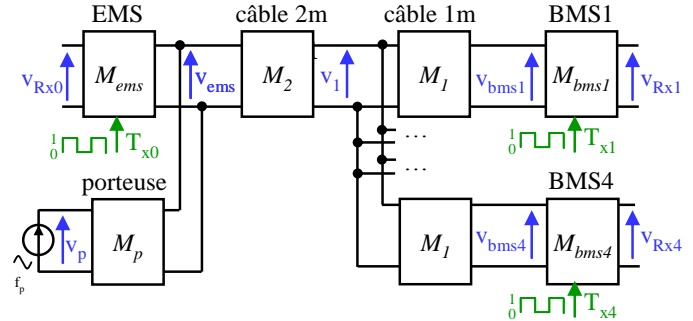 EMS câble 2m câble 1m BMS1
v_Rx0 M_ems v_ems M_2 v_1 M_1 v_bms1 M_bms1 v_Rx1
1 0 T_x0 1 0 T_x1
... ...
porteuse ... ... BMS4
v_p M_p M_1 v_bms4 M_bms4 v_Rx4
f_p 1 0 T_x4